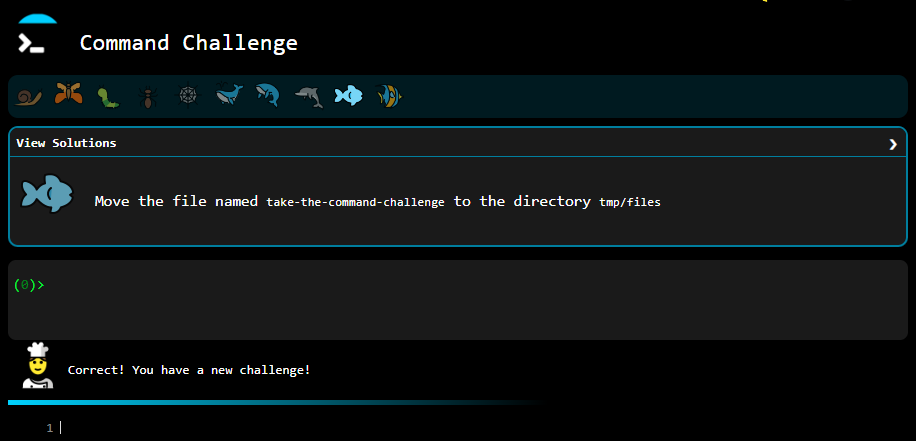 Command Challenge
View Solutions
Move the file named take-the-command-challenge to the directory tmp/files
(0)>
Correct! You have a new challenge!
1